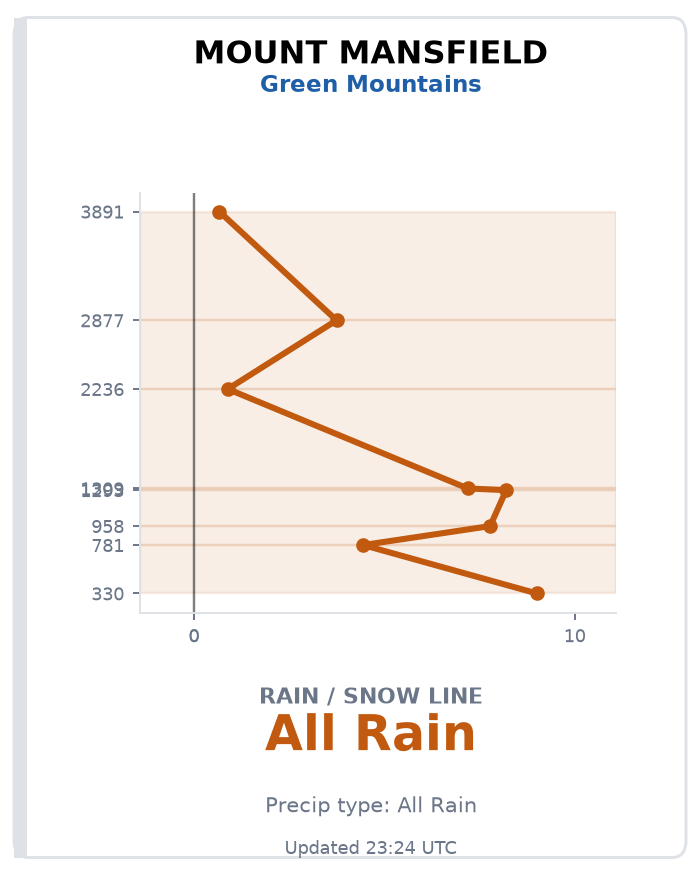 MOUNT MANSFIELD
Green Mountains
3891
2877
2236
958
781
330
0
10
RAIN / SNOW LINE
All Rain
Precip type: All Rain
Updated 23:24 UTC